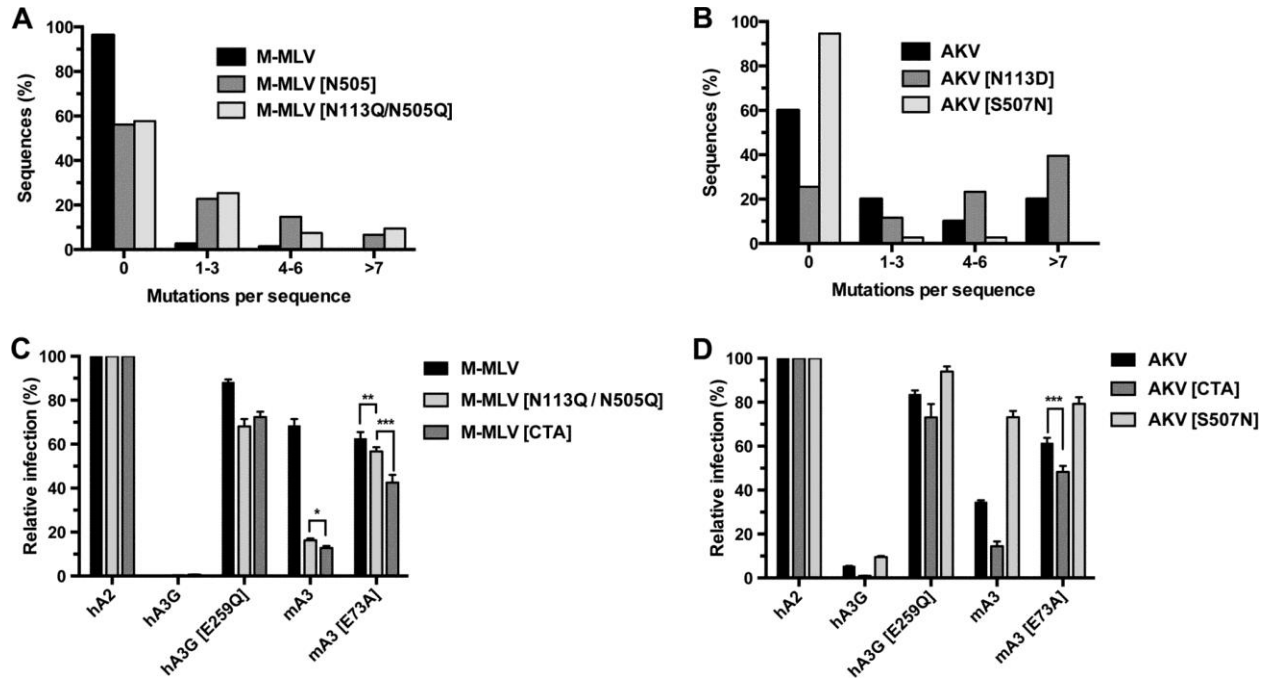 A
100
80
60
40
20
0
Sequences (%)
M-MLV
M-MLV [N505]
M-MLV [N113Q/N505Q]
0 1-3 4-6 >7
Mutations per sequence
B
100
80
60
40
20
0
Sequences (%)
AKV
AKV [N113D]
AKV [S507N]
0 1-3 4-6 >7
Mutations per sequence
C
100
80
60
40
20
0
Relative infection (%)
M-MLV
M-MLV [N113Q / N505Q]
M-MLV [CTA]
*
**
***
hA2 hA3G hA3G [E259Q] mA3 mA3 [E73A]
D
100
80
60
40
20
0
Relative infection (%)
AKV
AKV [CTA]
AKV [S507N]
***
hA2 hA3G hA3G [E259Q] mA3 mA3 [E73A]